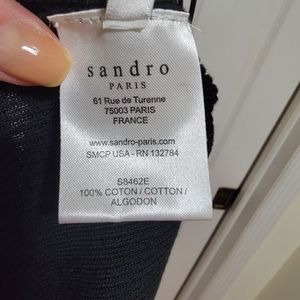 sandro
PARIS
61 Rue de Turenne
75003 PARIS
FRANCE
www.sandro-paris.com
SMCP USA - RN 132784
S8462E
100% COTON / COTTON /
ALGODON